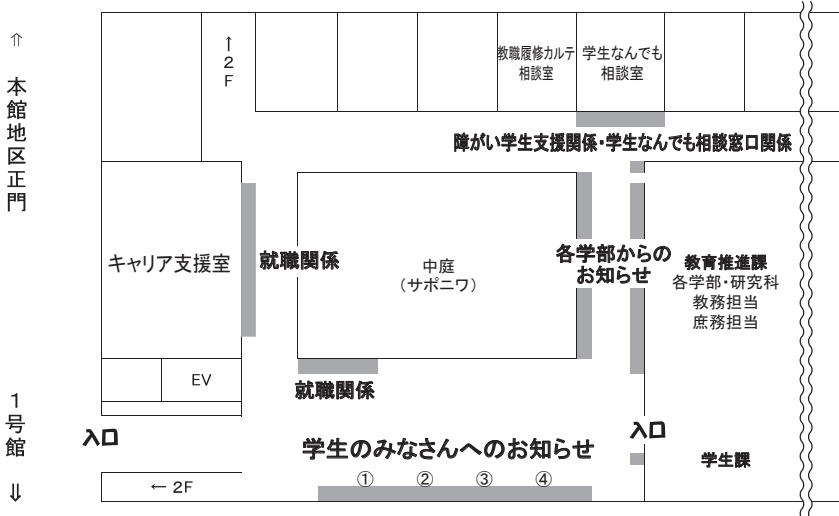 ⇧
本館地区正門
↑2F
教職履修カルテ
相談室
学生なんでも
相談室
障がい学生支援関係・学生なんでも相談窓口関係
キャリア支援室
就職関係
中庭
（サポニワ）
各学部からの
お知らせ
教育推進課
各学部・研究科
教務担当
庶務担当
EV
就職関係
1号館
⇩
入口
学生のみなさんへのお知らせ
入口
学生課
① ② ③ ④
← 2F